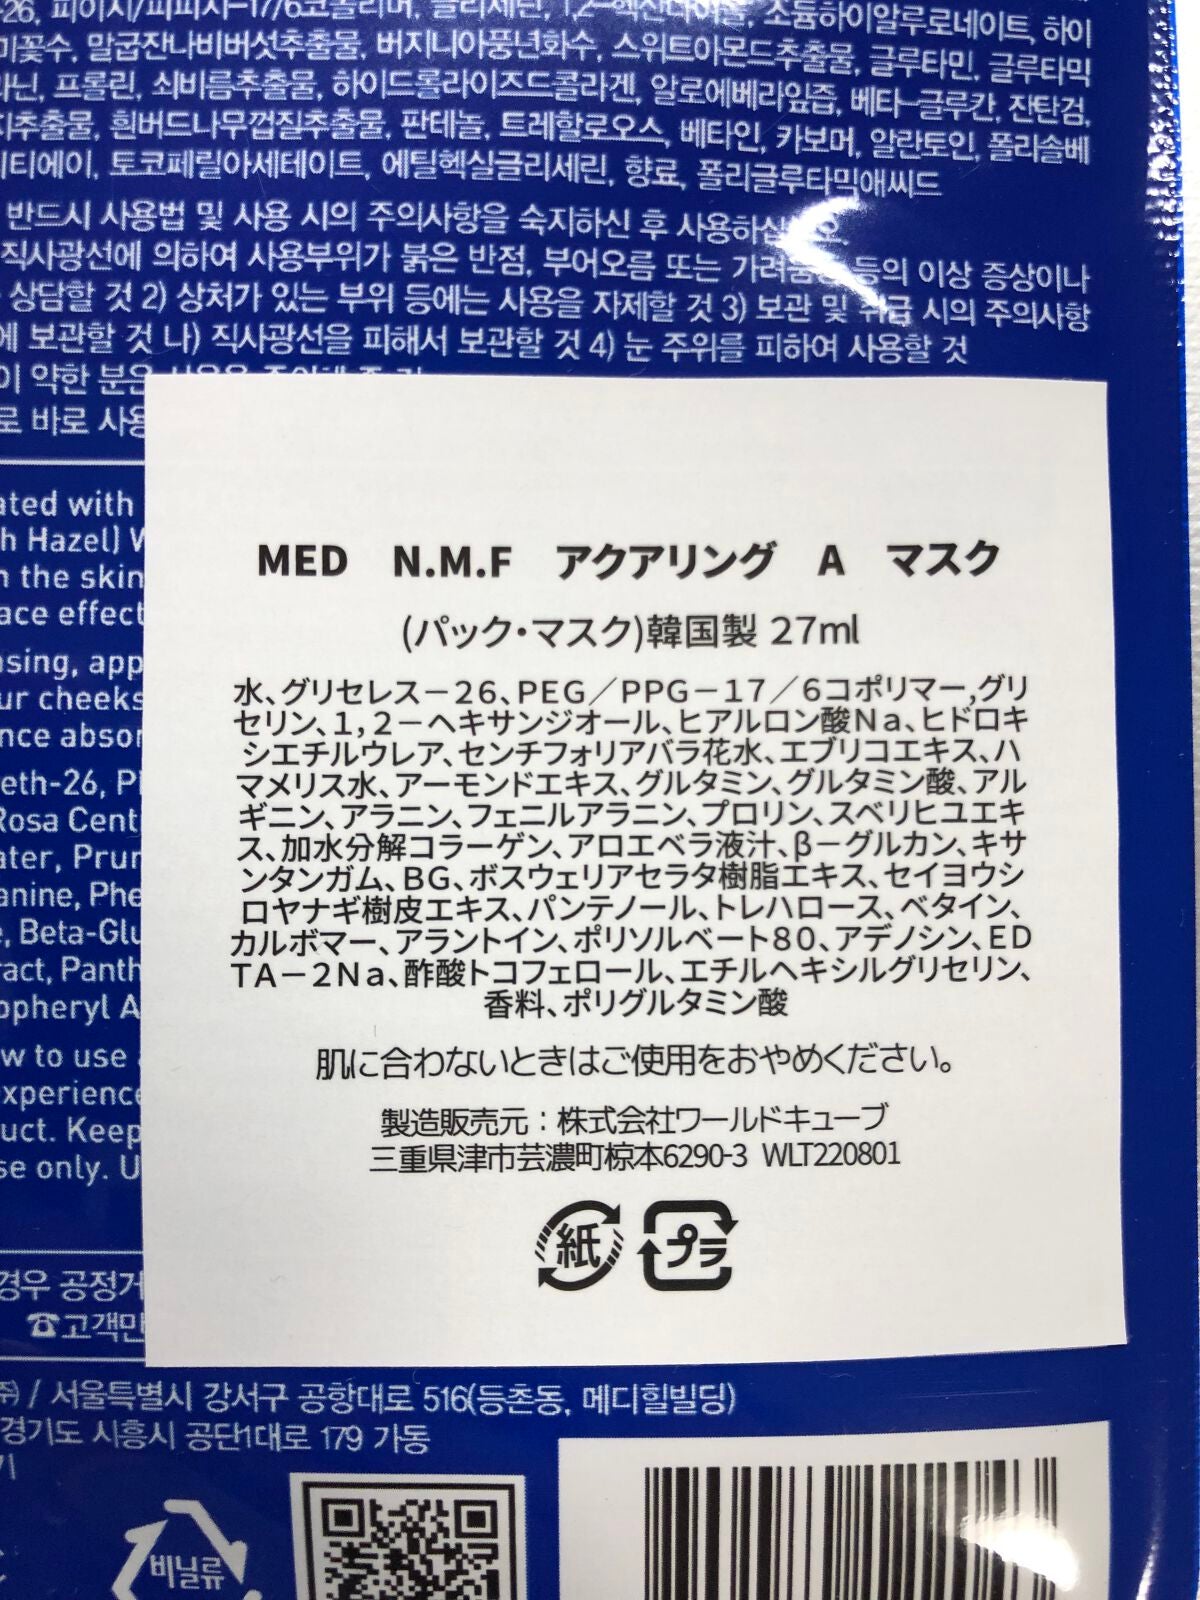 -26, 피이지/피피지-17/6코폴리머, 글리세린, 1,2-헥산다이올, 소듐하이알루로네이트, 하이
미꽃수, 말굽잔나비버섯추출물, 버지니아풍년화수, 스위트아몬드추출물, 글루타민, 글루타믹
라닌, 프롤린, 쇠비름추출물, 하이드롤라이즈드콜라겐, 알로에베라잎즙, 베타-글루칸, 잔탄검,
지추출물, 흰버드나무껍질추출물, 판테놀, 트레할로오스, 베타인, 카보머, 알란토인, 폴리솔베
이티에이, 토코페릴아세테이트, 에틸헥실글리세린, 향료, 폴리글루타믹애씨드
반드시 사용법 및 사용 시의 주의사항을 숙지하신 후
직사광선에 의하여 사용부위가 붉은 반점, 부어오름 또는 등의 이상 증상이나
상담할 것 2) 상처가 있는 부위 등에는 사용을 자제할 것 3) 보관 및 취급 시의 주의사항
에 보관할 것 나) 직사광선을 피해서 보관할 것 4) 눈 주위를 피하여 사용할 것
이 약한 분은
로 바로 사용
ated with
h Hazel) W
n the skin
ace effect
asing, app
ur cheeks
nce absor
eth-26, P
Rosa Cent
ater, Prun
anine, Phe
e, Beta-Glu
ract, Panth
opheryl A
w to use
experience
uct. Keep
se only. U
MED N.M.F アクアリング A マスク
(パック・マスク)韓国製 27ml
水、グリセレス－26、PEG／PPG－17／6コポリマー,グリ
セリン、1,2－ヘキサンジオール、ヒアルロン酸Na、ヒドロキ
シエチルウレア、センチフォリアバラ花水、エブリコエキス、ハ
マメリス水、アーモンドエキス、グルタミン、グルタミン酸、アル
ギニン、アラニン、フェニルアラニン、プロリン、スベリヒユエキ
ス、加水分解コラーゲン、アロエベラ液汁、β－グルカン、キサ
ンタンガム、BG、ボスウェリアセラタ樹脂エキス、セイヨウシ
ロヤナギ樹皮エキス、パンテノール、トレハロース、ベタイン、
カルボマー、アラントイン、ポリソルベート80、アデノシン、ED
TA－2Na、酢酸トコフェロール、エチルヘキシルグリセリン、
香料、ポリグルタミン酸
肌に合わないときはご使用をおやめください。
製造販売元：株式会社ワールドキューブ
三重県津市芸濃町椋本6290-3 WLT220801
紙 プラ
경우 공정거
☎고객만
㈜ / 서울특별시 강서구 공항대로 516(등촌동, 메디힐빌딩)
경기도 시흥시 공단1대로 179 가동
기
비닐류